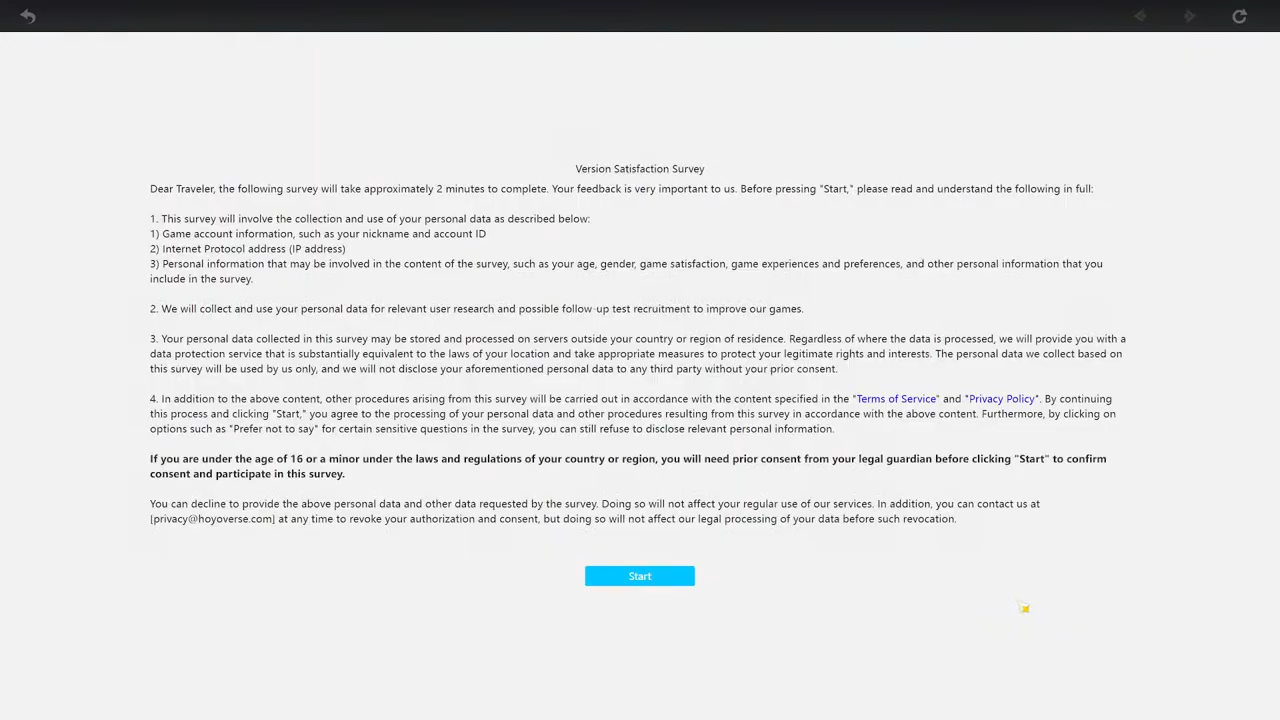 Version Satisfaction Survey
Dear Traveler, the following survey will take approximately 2 minutes to complete. Your feedback is very important to us. Before pressing "Start," please read and understand the following in full:
1. This survey will involve the collection and use of your personal data as described below:
1) Game account information, such as your nickname and account ID
2) Internet Protocol address (IP address)
3) Personal information that may be involved in the content of the survey, such as your age, gender, game satisfaction, game experiences and preferences, and other personal information that you
include in the survey.
2. We will collect and use your personal data for relevant user research and possible follow-up test recruitment to improve our games.
3. Your personal data collected in this survey may be stored and processed on servers outside your country or region of residence. Regardless of where the data is processed, we will provide you with a
data protection service that is substantially equivalent to the laws of your location and take appropriate measures to protect your legitimate rights and interests. The personal data we collect based on
this survey will be used by us only, and we will not disclose your aforementioned personal data to any third party without your prior consent.
4. In addition to the above content, other procedures arising from this survey will be carried out in accordance with the content specified in the "Terms of Service" and "Privacy Policy". By continuing
this process and clicking "Start," you agree to the processing of your personal data and other procedures resulting from this survey in accordance with the above content. Furthermore, by clicking on
options such as "Prefer not to say" for certain sensitive questions in the survey, you can still refuse to disclose relevant personal information.
If you are under the age of 16 or a minor under the laws and regulations of your country or region, you will need prior consent from your legal guardian before clicking "Start" to confirm
consent and participate in this survey.
You can decline to provide the above personal data and other data requested by the survey. Doing so will not affect your regular use of our services. In addition, you can contact us at
[privacy@hoyoverse.com] at any time to revoke your authorization and consent, but doing so will not affect our legal processing of your data before such revocation.
Start